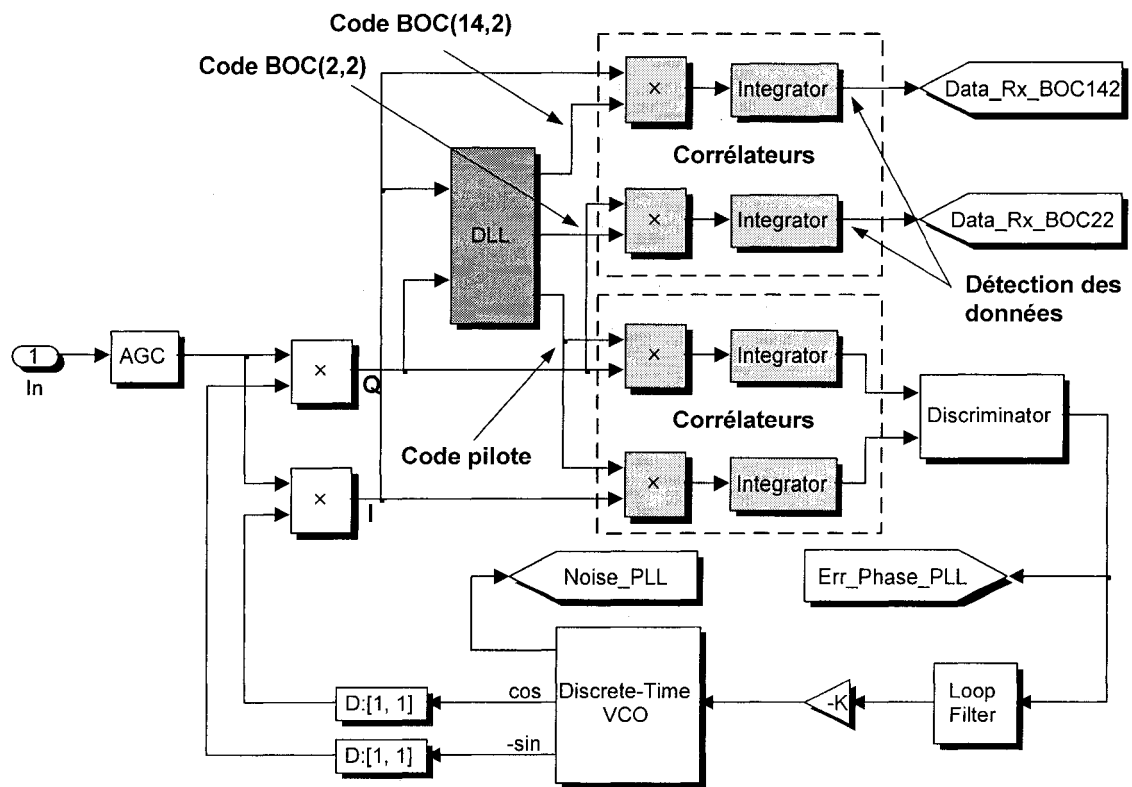 Code BOC(14,2)
Code BOC(2,2)
×
Integrator
Data_Rx_BOC142
Corrélateurs
×
Integrator
Data_Rx_BOC22
DLL
Détection des
données
1
In
AGC
×
Q
×
Integrator
Corrélateurs
Discriminator
Code pilote
×
I
×
Integrator
Noise_PLL
Err_Phase_PLL
D:[1, 1]
cos
Discrete-Time
VCO
-K
Loop
Filter
D:[1, 1]
-sin